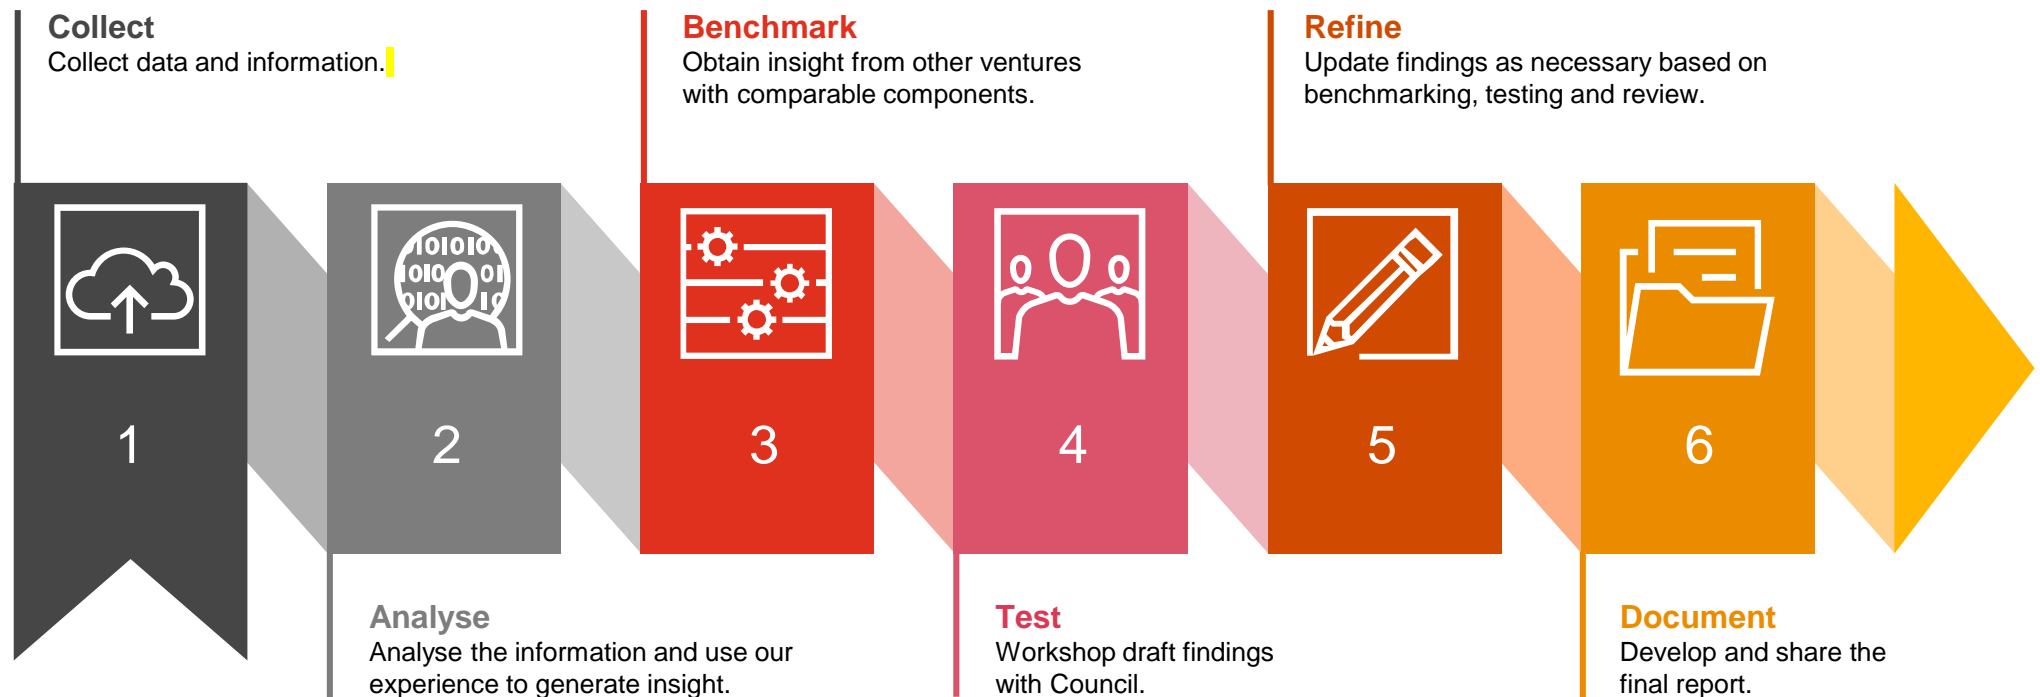 Collect
Collect data and information.
Benchmark
Obtain insight from other ventures
with comparable components.
Refine
Update findings as necessary based on
benchmarking, testing and review.
1
2
3
4
5
6
Analyse
Analyse the information and use our
experience to generate insight.
Test
Workshop draft findings
with Council.
Document
Develop and share the
final report.